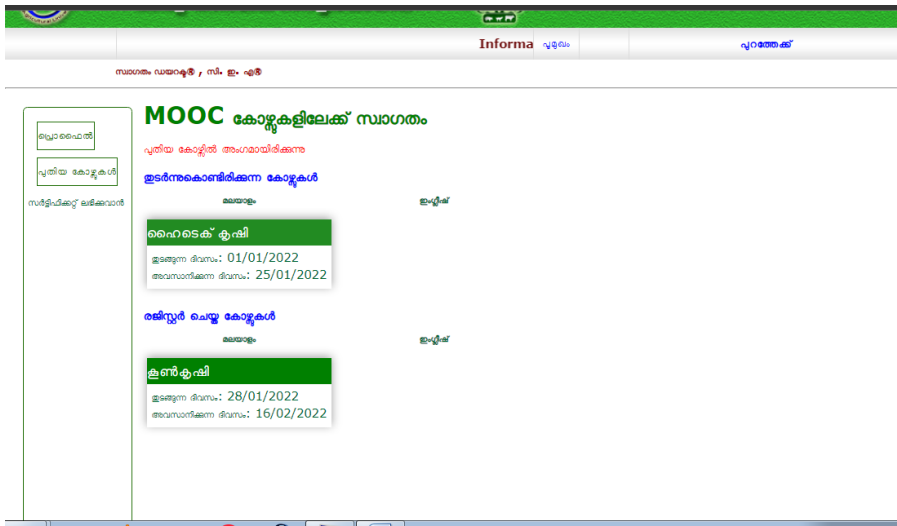 Informa പൂമുഖം പുറത്തേക്ക്
സ്വാഗതം ഡയറക്ട® , സി. ഇ. എ®
MOOC കോഴ്സുകളിലേക്ക് സ്വാഗതം
പ്രൊഫൈൽ
പുതിയ കോഴ്സിൽ അംഗമായിരിക്കുന്നു
പുതിയ കോഴ്സുകൾ
തുടർന്നുകൊണ്ടിരിക്കുന്ന കോഴ്സുകൾ
സർട്ടിഫിക്കറ്റ് ലഭിക്കുവാൻ
മലയാളം ഇംഗ്ലീഷ്
ഹൈടെക് കൃഷി
തുടങ്ങുന്ന ദിവസം: 01/01/2022
അവസാനിക്കുന്ന ദിവസം: 25/01/2022
രജിസ്റ്റർ ചെയ്ത കോഴ്സുകൾ
മലയാളം ഇംഗ്ലീഷ്
കൂൺകൃഷി
തുടങ്ങുന്ന ദിവസം: 28/01/2022
അവസാനിക്കുന്ന ദിവസം: 16/02/2022